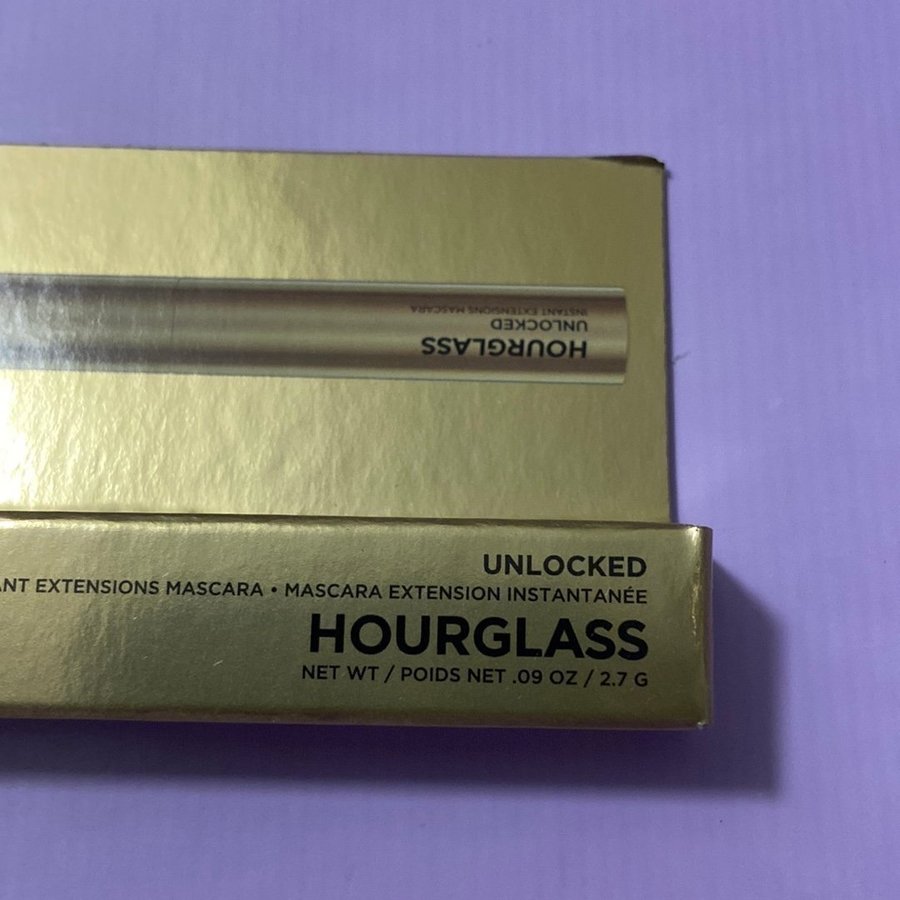 INSTANT EXTENSIONS MASCARA
UNLOCKED
HOURGLASS
UNLOCKED
ANT EXTENSIONS MASCARA • MASCARA EXTENSION INSTANTANÉE
HOURGLASS
NET WT / POIDS NET .09 OZ / 2.7 G